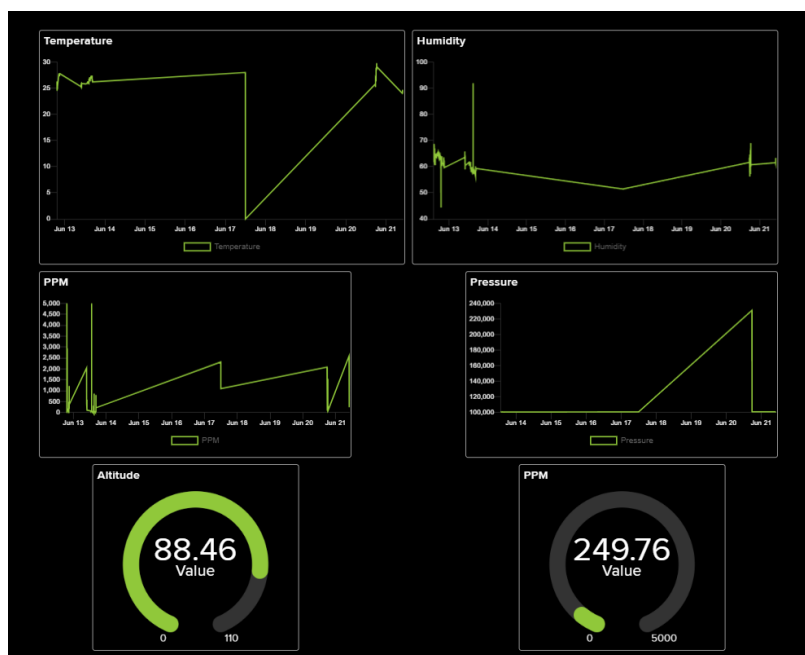 Temperature
30
25
20
15
10
5
0
Jun 13 Jun 14 Jun 15 Jun 16 Jun 17 Jun 18 Jun 19 Jun 20 Jun 21
Temperature
Humidity
100
90
80
70
60
50
40
Jun 13 Jun 14 Jun 15 Jun 16 Jun 17 Jun 18 Jun 19 Jun 20 Jun 21
Humidity
PPM
5,000
4,500
4,000
3,500
3,000
2,500
2,000
1,500
1,000
500
0
Jun 13 Jun 14 Jun 15 Jun 16 Jun 17 Jun 18 Jun 19 Jun 20 Jun 21
PPM
Pressure
240,000
220,000
200,000
180,000
160,000
140,000
120,000
100,000
Jun 14 Jun 15 Jun 16 Jun 17 Jun 18 Jun 19 Jun 20 Jun 21
Pressure
Altitude
88.46
Value
0 110
PPM
249.76
Value
0 5000